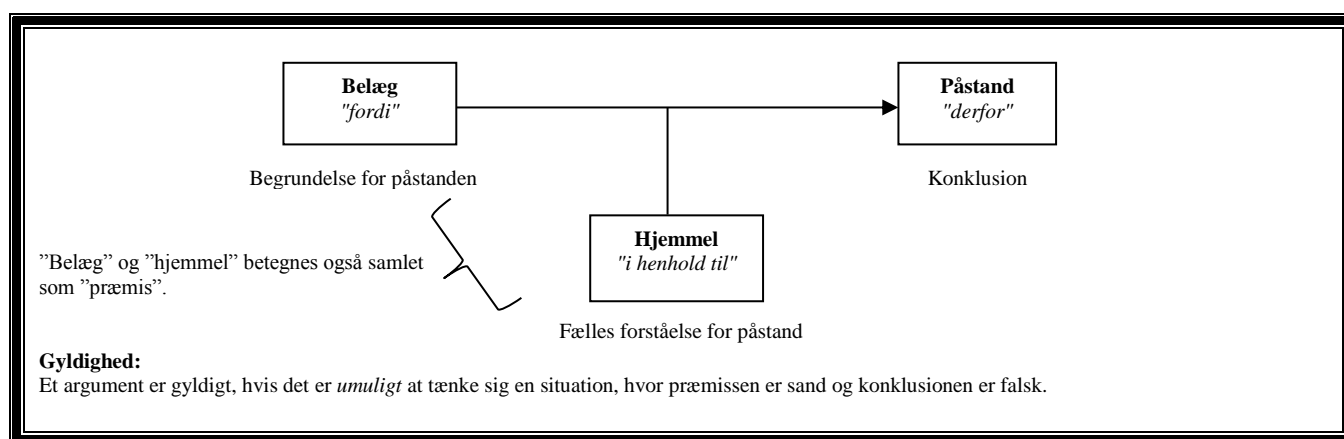 Belæg
"fordi"
Påstand
"derfor"
Begrundelse for påstanden
Konklusion
Hjemmel
"i henhold til"
”Belæg” og ”hjemmel” betegnes også samlet
som ”præmis”.
Fælles forståelse for påstand
Gyldighed:
Et argument er gyldigt, hvis det er umuligt at tænke sig en situation, hvor præmissen er sand og konklusionen er falsk.